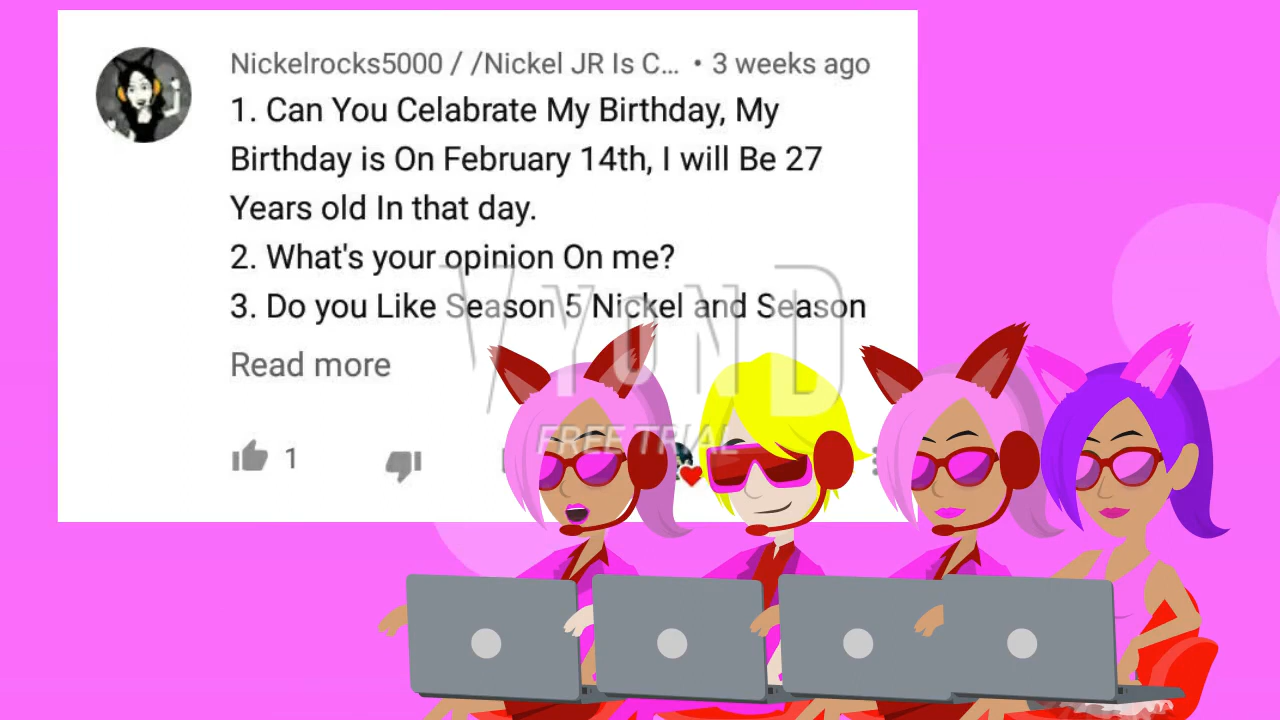 Nickelrocks5000 / /Nickel JR Is C... • 3 weeks ago
1. Can You Celabrate My Birthday, My
Birthday is On February 14th, I will Be 27
Years old In that day.
2. What's your opinion On me?
3. Do you Like Season 5 Nickel and Season
Read more
1
VYOND
FREE TRIAL